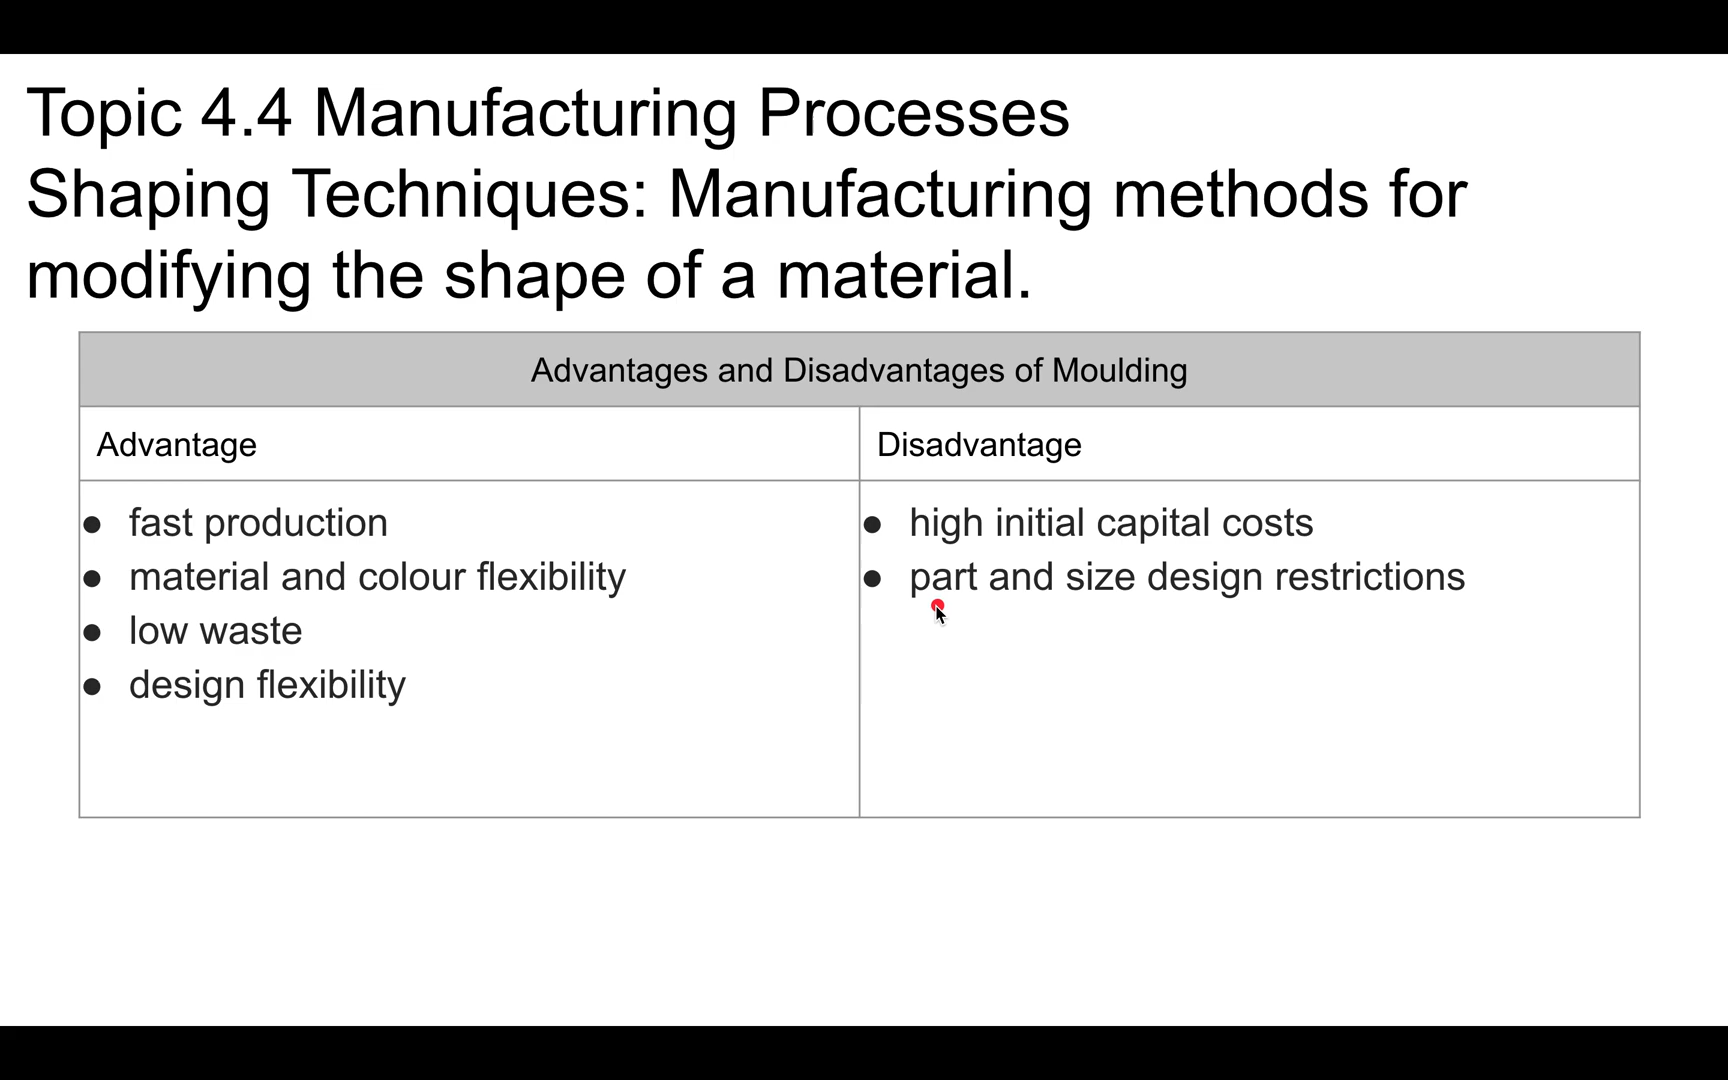 Topic 4.4 Manufacturing Processes
Shaping Techniques: Manufacturing methods for
modifying the shape of a material.
Advantages and Disadvantages of Moulding
Advantage
Disadvantage
● fast production
● material and colour flexibility
● low waste
● design flexibility
● high initial capital costs
● part and size design restrictions